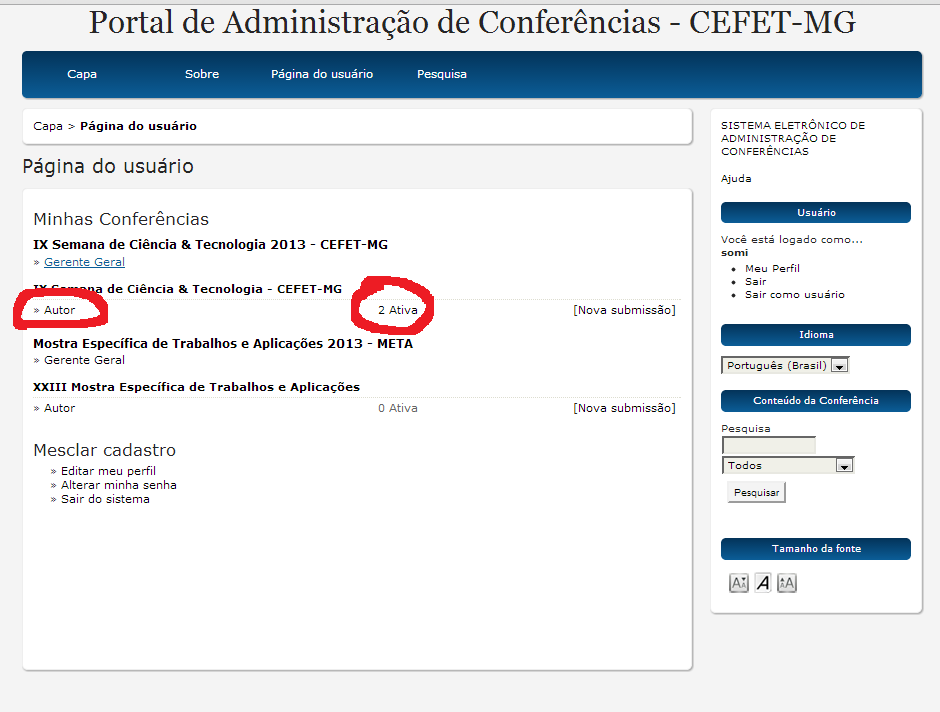 Portal de Administração de Conferências - CEFET-MG
Capa Sobre Página do usuário Pesquisa
Capa > Página do usuário
Página do usuário
Minhas Conferências
IX Semana de Ciência & Tecnologia 2013 - CEFET-MG
» Gerente Geral
IX Semana de Ciência & Tecnologia - CEFET-MG
» Autor 2 Ativa [Nova submissão]
Mostra Específica de Trabalhos e Aplicações 2013 - META
» Gerente Geral
XXIII Mostra Específica de Trabalhos e Aplicações
» Autor 0 Ativa [Nova submissão]
Mesclar cadastro
» Editar meu perfil
» Alterar minha senha
» Sair do sistema
SISTEMA ELETRÔNICO DE
ADMINISTRAÇÃO DE
CONFERÊNCIAS
Ajuda
Usuário
Você está logado como...
somi
• Meu Perfil
• Sair
• Sair como usuário
Idioma
Português (Brasil)
Conteúdo da Conferência
Pesquisa
Todos
Pesquisar
Tamanho da fonte
AA A AA